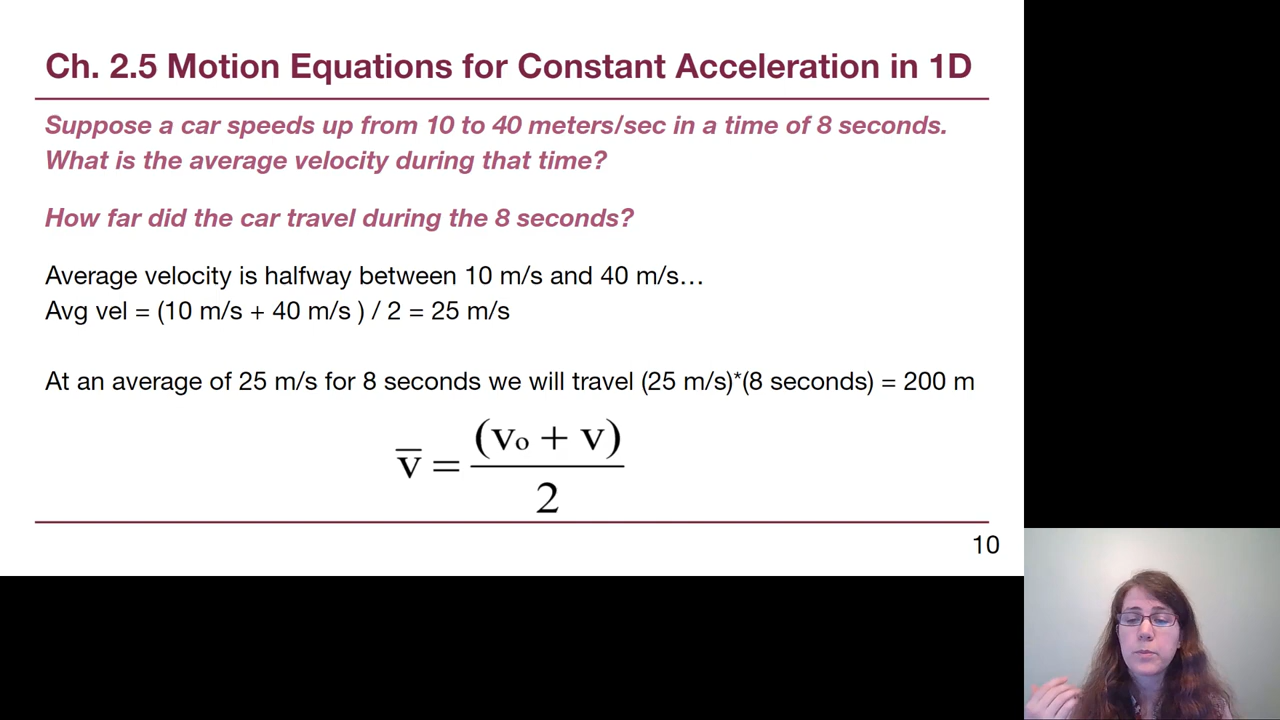 Ch. 2.5 Motion Equations for Constant Acceleration in 1D
Suppose a car speeds up from 10 to 40 meters/sec in a time of 8 seconds.
What is the average velocity during that time?
How far did the car travel during the 8 seconds?
Average velocity is halfway between 10 m/s and 40 m/s…
Avg vel = (10 m/s + 40 m/s ) / 2 = 25 m/s
At an average of 25 m/s for 8 seconds we will travel (25 m/s)*(8 seconds) = 200 m
v̅ = (v₀ + v) / 2
10